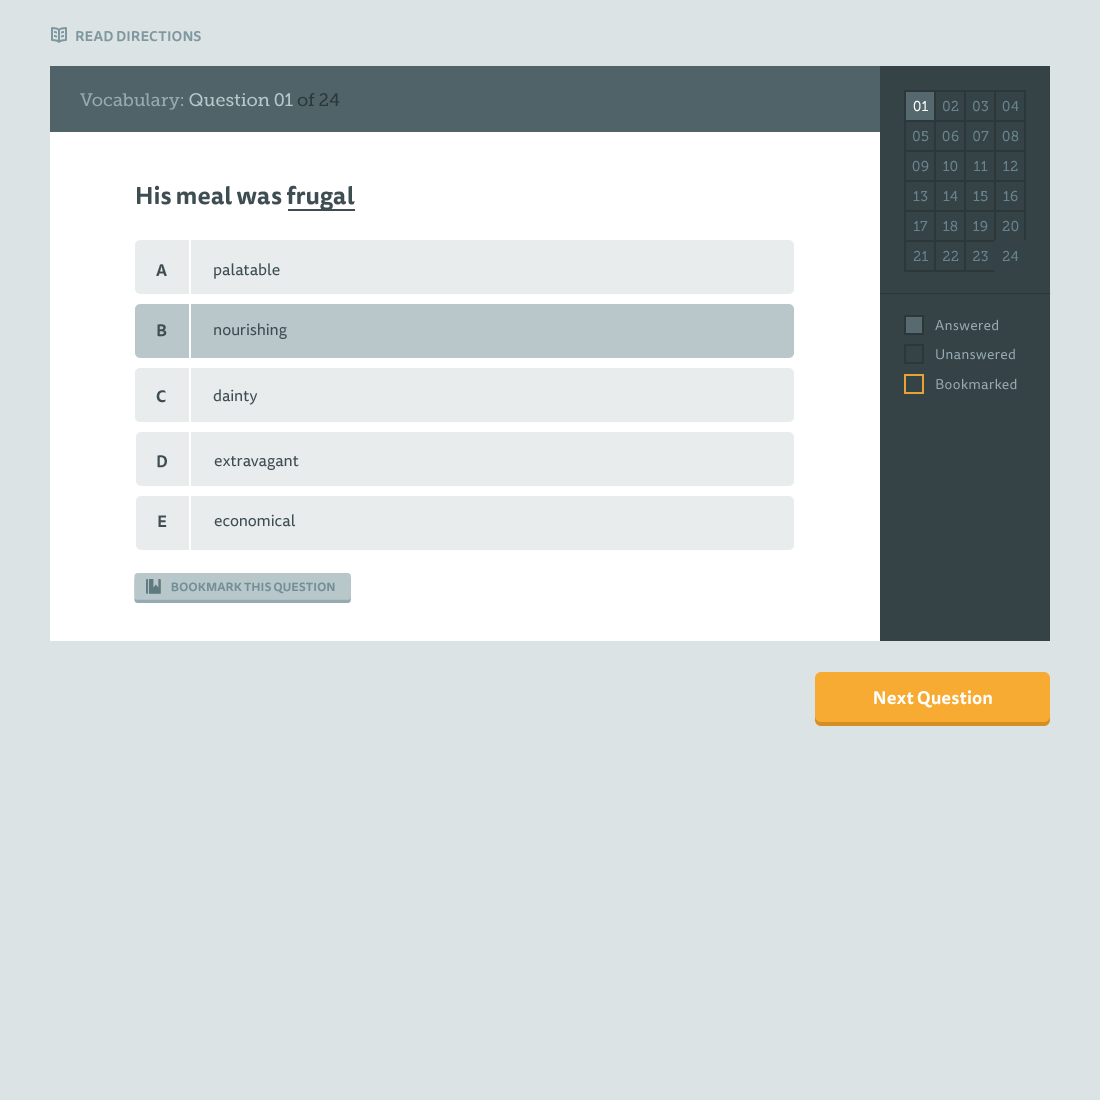 READ DIRECTIONS
Vocabulary: Question 01 of 24
His meal was frugal
A palatable
B nourishing
C dainty
D extravagant
E economical
BOOKMARK THIS QUESTION
01 02 03 04
05 06 07 08
09 10 11 12
13 14 15 16
17 18 19 20
21 22 23 24
Answered
Unanswered
Bookmarked
Next Question